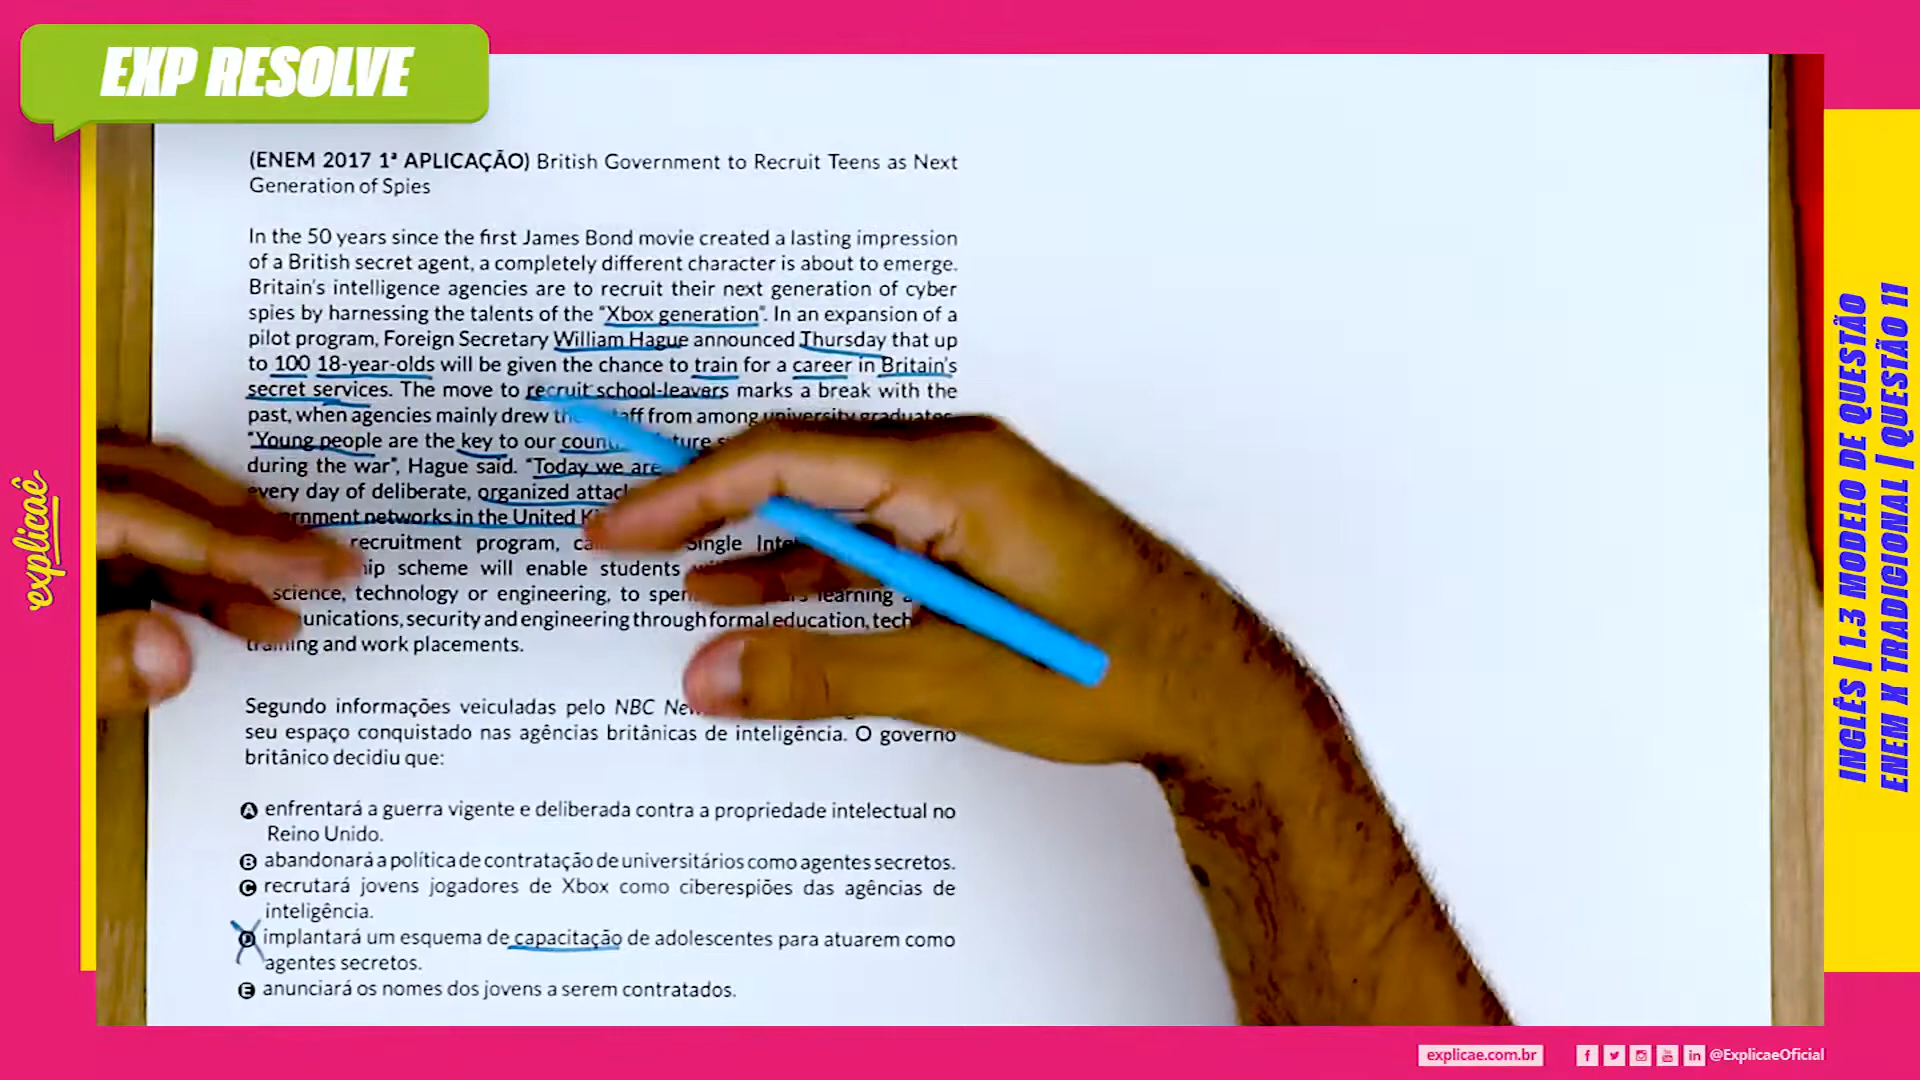 EXP RESOLVE
(ENEM 2017 1ª APLICAÇÃO) British Government to Recruit Teens as Next
Generation of Spies
In the 50 years since the first James Bond movie created a lasting impression
of a British secret agent, a completely different character is about to emerge.
Britain's intelligence agencies are to recruit their next generation of cyber
spies by harnessing the talents of the "Xbox generation". In an expansion of a
pilot program, Foreign Secretary William Hague announced Thursday that up
to 100 18-year-olds will be given the chance to train for a career in Britain's
secret services. The move to recruit school-leavers marks a break with the
past, when agencies mainly drew from among university graduates.
"Young people are the key to our
during the war", Hague said. "Today we are
every day of deliberate, organized
networks in the United
recruitment program, Single
scheme will enable students
science, technology or engineering, to learning
security and engineering through formal education,
training and work placements.
Segundo informações veiculadas pelo NBC
seu espaço conquistado nas agências britânicas de inteligência. O governo
britânico decidiu que:
A enfrentará a guerra vigente e deliberada contra a propriedade intelectual no
Reino Unido.
B abandonará a política de contratação de universitários como agentes secretos.
C recrutará jovens jogadores de Xbox como ciberespiões das agências de
inteligência.
D implantará um esquema de capacitação de adolescentes para atuarem como
agentes secretos.
E anunciará os nomes dos jovens a serem contratados.
explicaê
INGLÊS | 1.3 MODELO DE QUESTÃO
ENEM X TRADICIONAL | QUESTÃO 11
explicae.com.br
@ExplicaeOficial